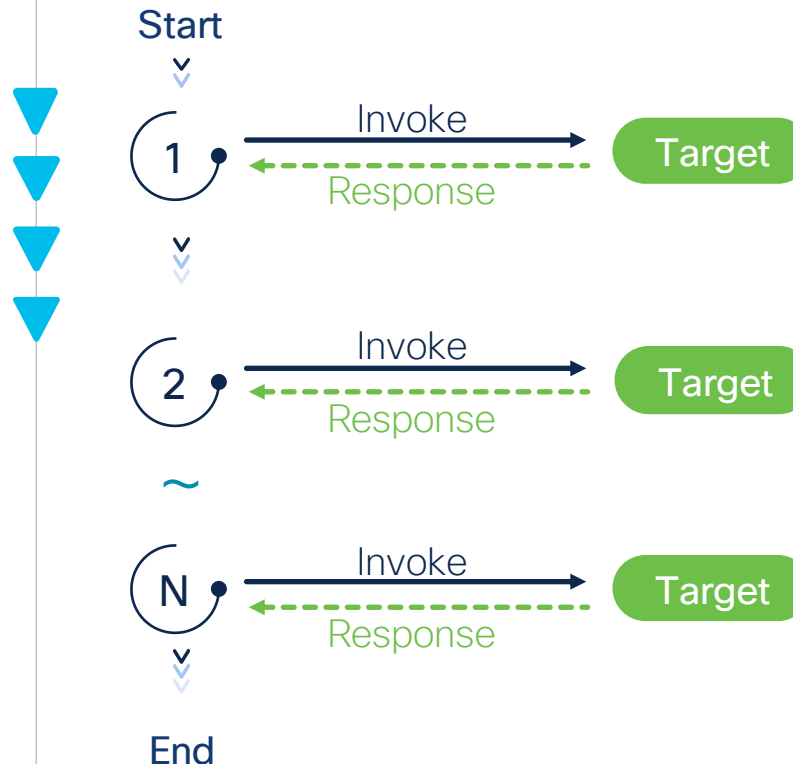 Start
Invoke
1
Target
Response
Invoke
2
Target
Response
~
Invoke
N
Target
Response
End